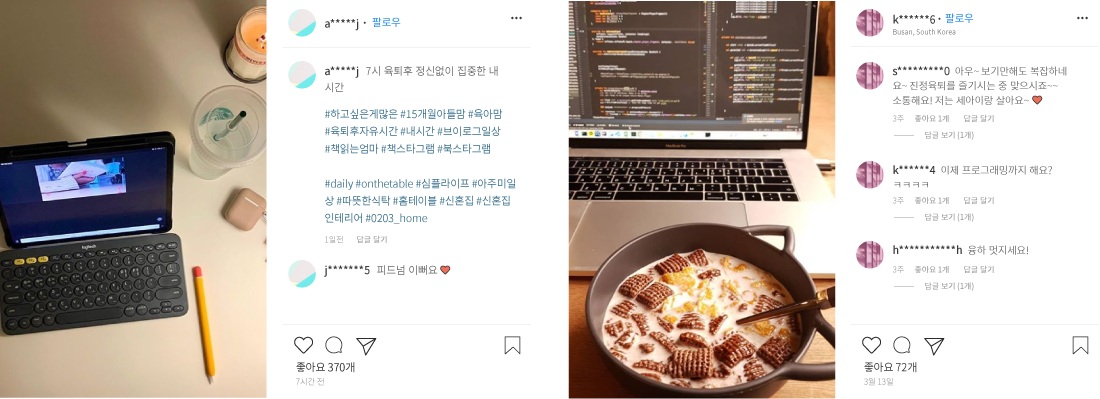 a*****j · 팔로우
a*****j 7시 육퇴후 정신없이 집중한 내
시간
#하고싶은게많은 #15개월아들맘 #육아맘
#육퇴후자유시간 #내시간 #브이로그일상
#책읽는엄마 #책스타그램 #북스타그램
#daily #onthetable #심플라이프 #아주미일
상 #따뜻한식탁 #홈테이블 #신혼집 #신혼집
인테리어 #0203_home
1일전 답글 달기
j*******5 피드넘 이뻐요
좋아요 370개
7시간 전
logitech
MacBook Pro
k******6 · 팔로우
Busan, South Korea
s*********0 아우~ 보기만해도 복잡하네
요~ 진정육퇴를 즐기시는 중 맞으시죠~~
소통해요! 저는 세아이랑 살아요~
3주 좋아요 1개 답글 달기
답글 보기 (1개)
k******4 이제 프로그래밍까지 해요?
ㅋㅋㅋㅋ
3주 좋아요 1개 답글 달기
답글 보기 (1개)
h***********h 융하 멋지세요!
3주 좋아요 1개 답글 달기
답글 보기 (1개)
좋아요 72개
3월 13일